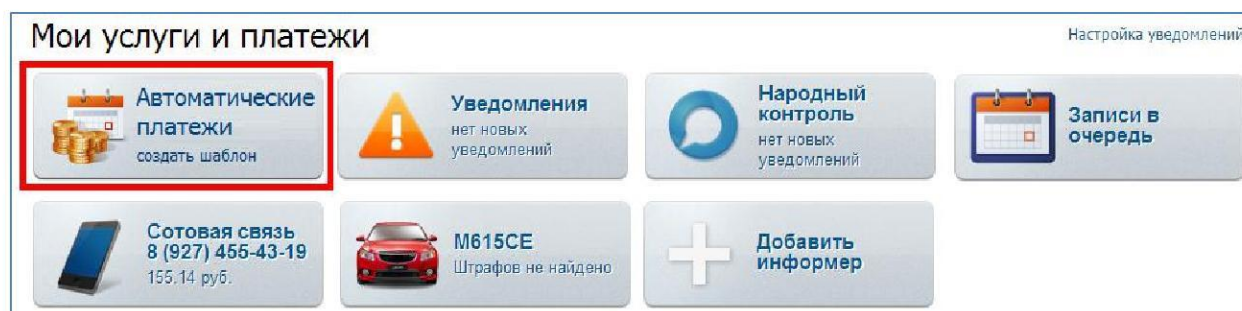 Мои услуги и платежи
Настройка уведомлений
Автоматические
платежи
создать шаблон
Уведомления
нет новых
уведомлений
Народный
контроль
нет новых
уведомлений
Записи в
очередь
Сотовая связь
8 (927) 455-43-19
155.14 руб.
М615СЕ
Штрафов не найдено
Добавить
информер